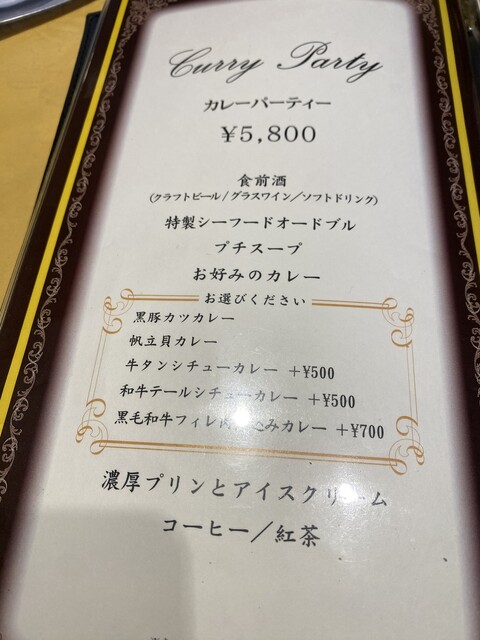 Curry Party
カレーパーティー
¥5,800
食前酒
(クラフトビール/グラスワイン/ソフトドリンク)
特製シーフードオードブル
プチスープ
お好みのカレー
お選びください
黒豚カツカレー
帆立貝カレー
牛タンシチューカレー +¥500
和牛テールシチューカレー +¥500
黒毛和牛フィレ肉 込みカレー +¥700
濃厚プリンとアイスクリーム
コーヒー/紅茶